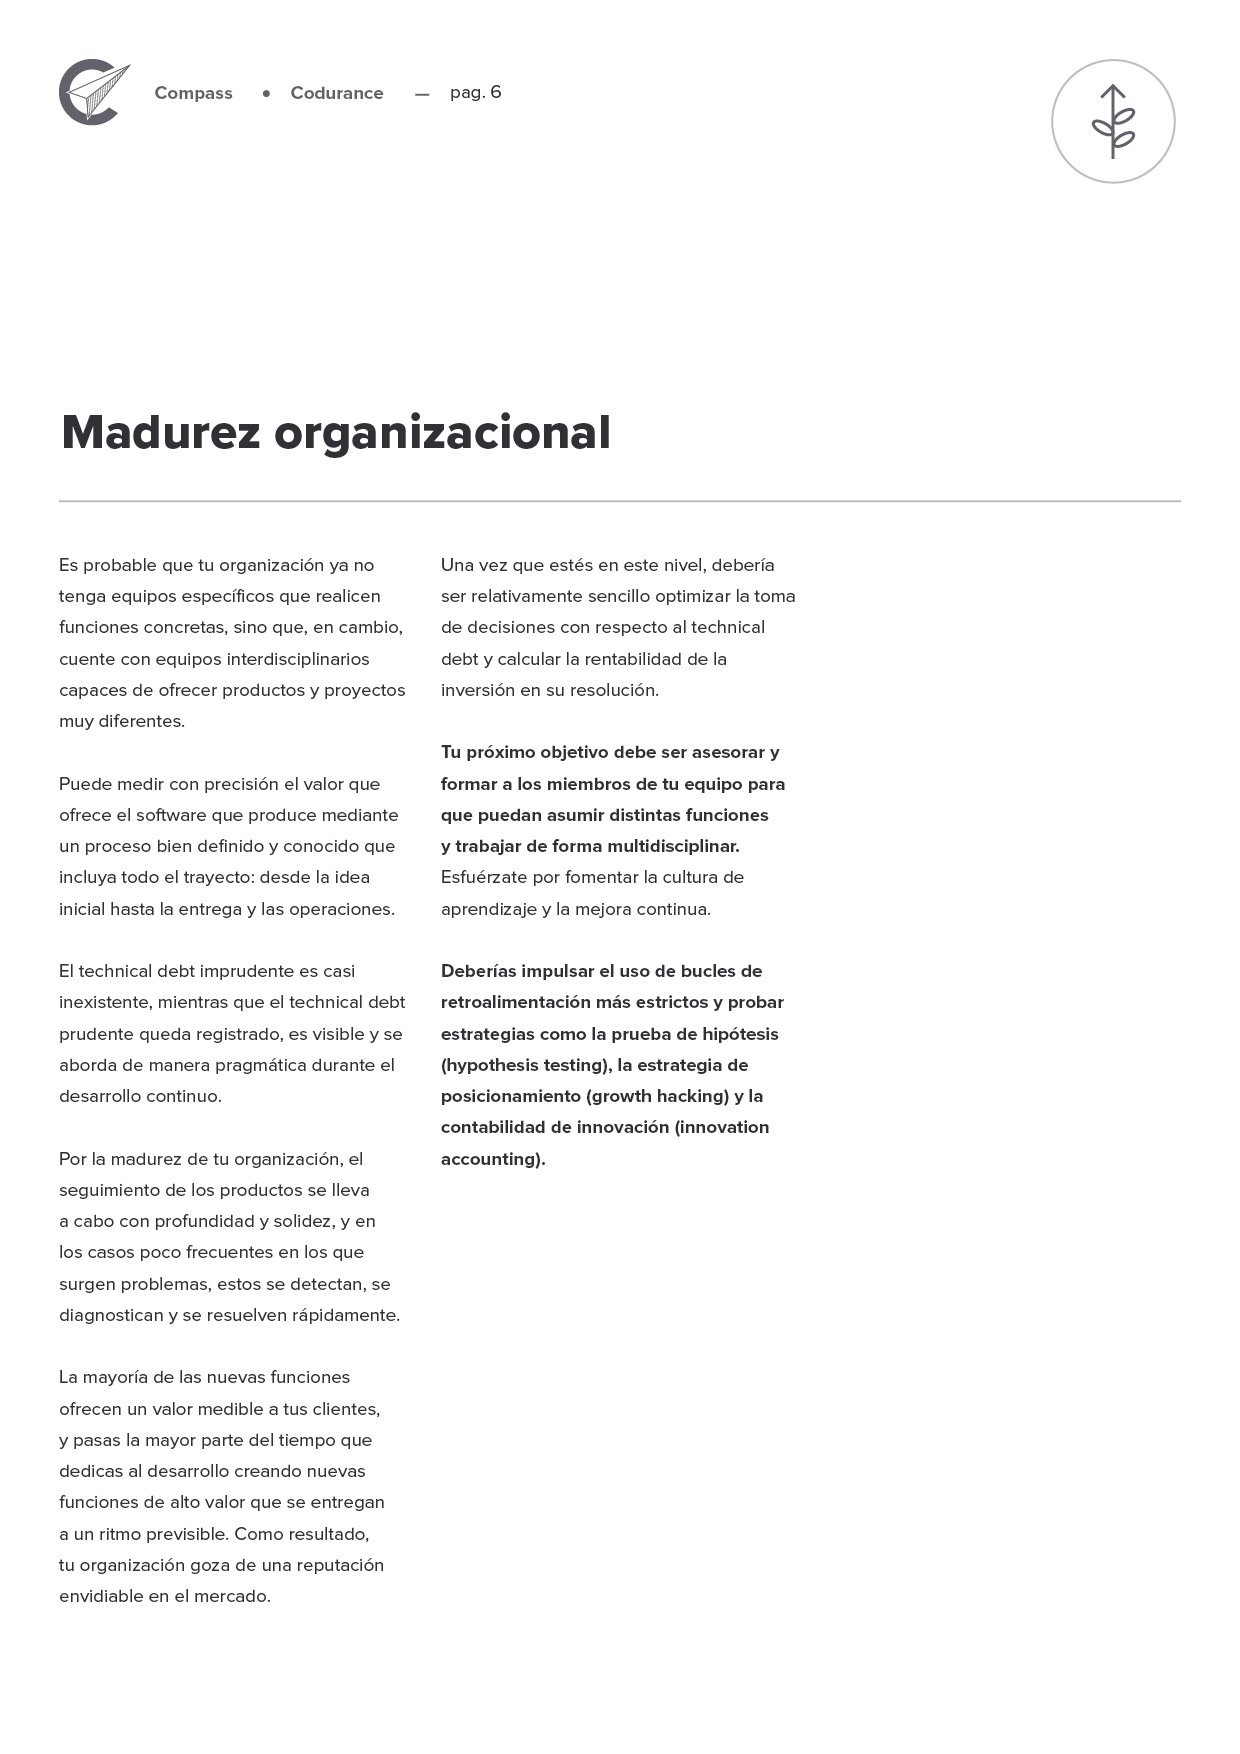 Compass • Codurance — pag. 6
Madurez organizacional
Es probable que tu organización ya no
tenga equipos específicos que realicen
funciones concretas, sino que, en cambio,
cuente con equipos interdisciplinarios
capaces de ofrecer productos y proyectos
muy diferentes.
Puede medir con precisión el valor que
ofrece el software que produce mediante
un proceso bien definido y conocido que
incluya todo el trayecto: desde la idea
inicial hasta la entrega y las operaciones.
El technical debt imprudente es casi
inexistente, mientras que el technical debt
prudente queda registrado, es visible y se
aborda de manera pragmática durante el
desarrollo continuo.
Por la madurez de tu organización, el
seguimiento de los productos se lleva
a cabo con profundidad y solidez, y en
los casos poco frecuentes en los que
surgen problemas, estos se detectan, se
diagnostican y se resuelven rápidamente.
La mayoría de las nuevas funciones
ofrecen un valor medible a tus clientes,
y pasas la mayor parte del tiempo que
dedicas al desarrollo creando nuevas
funciones de alto valor que se entregan
a un ritmo previsible. Como resultado,
tu organización goza de una reputación
envidiable en el mercado.
Una vez que estés en este nivel, debería
ser relativamente sencillo optimizar la toma
de decisiones con respecto al technical
debt y calcular la rentabilidad de la
inversión en su resolución.
Tu próximo objetivo debe ser asesorar y
formar a los miembros de tu equipo para
que puedan asumir distintas funciones
y trabajar de forma multidisciplinar.
Esfuérzate por fomentar la cultura de
aprendizaje y la mejora continua.
Deberías impulsar el uso de bucles de
retroalimentación más estrictos y probar
estrategias como la prueba de hipótesis
(hypothesis testing), la estrategia de
posicionamiento (growth hacking) y la
contabilidad de innovación (innovation
accounting).